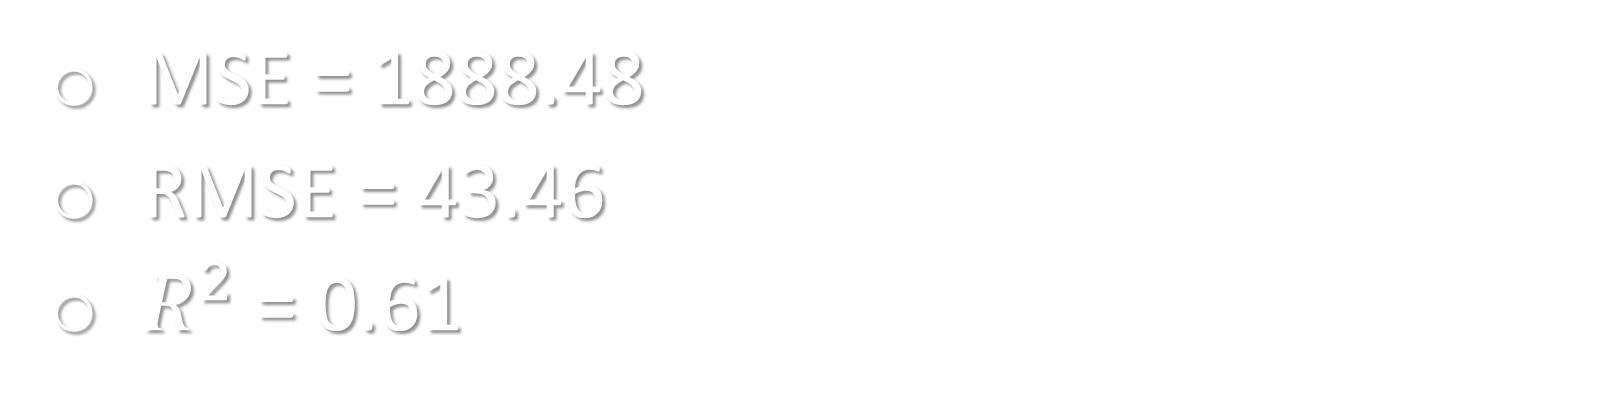 o MSE = 1888.48
o RMSE = 43.46
o R² = 0.61